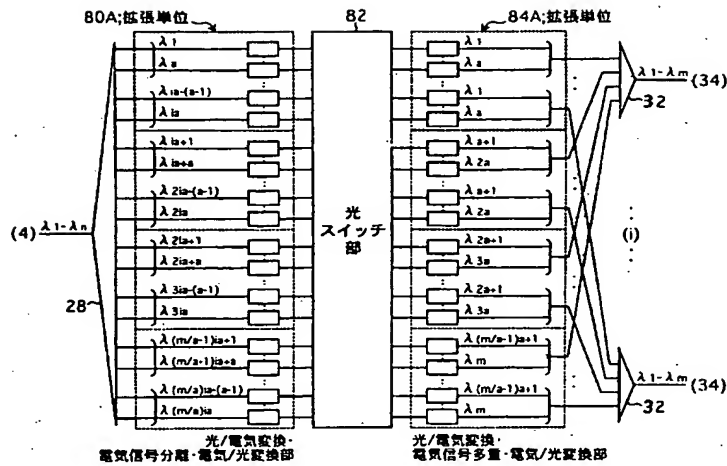 80A;拡張単位
82
84A;拡張単位
λ1
λa
λia-(a-1)
λia
λia+1
λia+a
λ2ia-(a-1)
λ2ia
λ2ia+1
λ2ia+a
λ3ia-(a-1)
λ3ia
λ(m/a-1)ia+1
λ(m/a+1)ia+a
λ(m/a)ia-(a-1)
λ(m/a)ia
(4)
λ1-λn
28
光
スイッチ
部
λ1
λa
λ1
λa
λa+1
λ2a
λa+1
λ2a
λ2a+1
λ3a
λ2a+1
λ3a
λ(m/a-1)a+1
λm
λ(m/a-1)a+1
λm
λ1-λm
(34)
32
(i)
λ1-λm
(34)
32
光/電気変換・
電気信号分離・電気/光変換部
光/電気変換・
電気信号多重・電気/光変換部